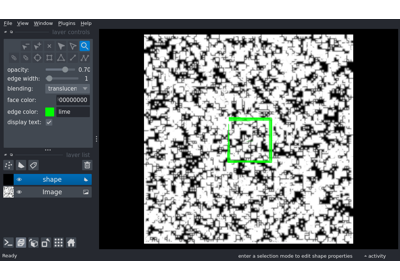 File View Window Plugins Help
layer controls
opacity: 0.70
edge width: 1
blending: translucen
face color: 00000000
edge color: lime
display text:
layer list
shape
Image
Ready
enter a selection mode to edit shape properties
activity